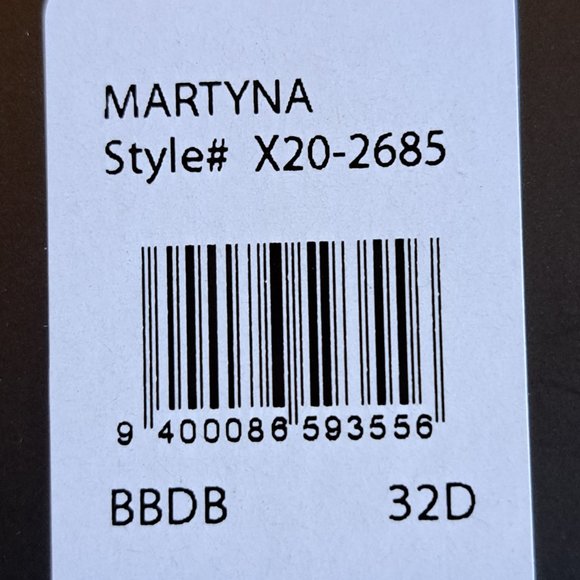 MARTYNA
Style# X20-2685
9 400086 593556
BBDB 32D